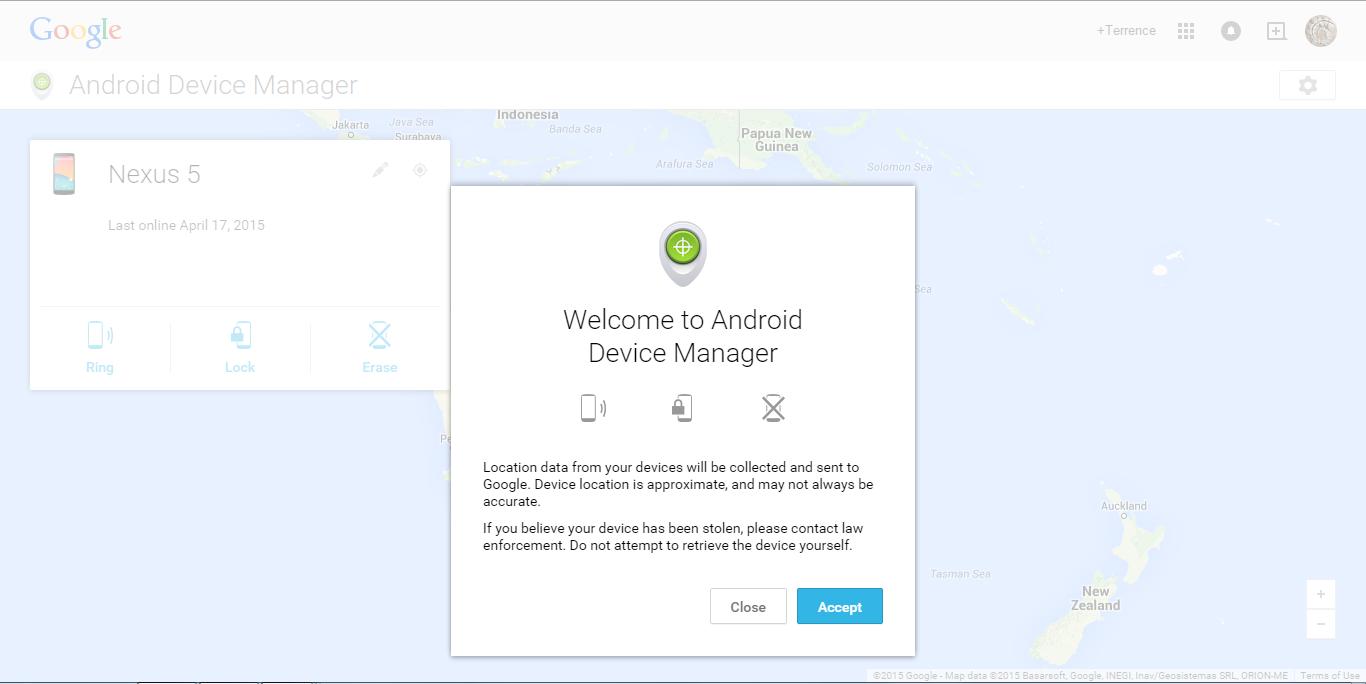 Google
+Terrence
Android Device Manager
Indonesia
Jakarta
Java Sea
Surabaya
Banda Sea
Papua New
Guinea
Arafura Sea
Solomon Sea
Nexus 5
Last online April 17, 2015
Ring
Lock
Erase
Welcome to Android
Device Manager
Location data from your devices will be collected and sent to
Google. Device location is approximate, and may not always be
accurate.
If you believe your device has been stolen, please contact law
enforcement. Do not attempt to retrieve the device yourself.
Close
Accept
Sea
Pe
Auckland
Tasman Sea
New
Zealand
+
−
©2015 Google - Map data ©2015 Basarsoft, Google, INEGI, Inav/Geosistemas SRL, ORION-ME
Terms of Use